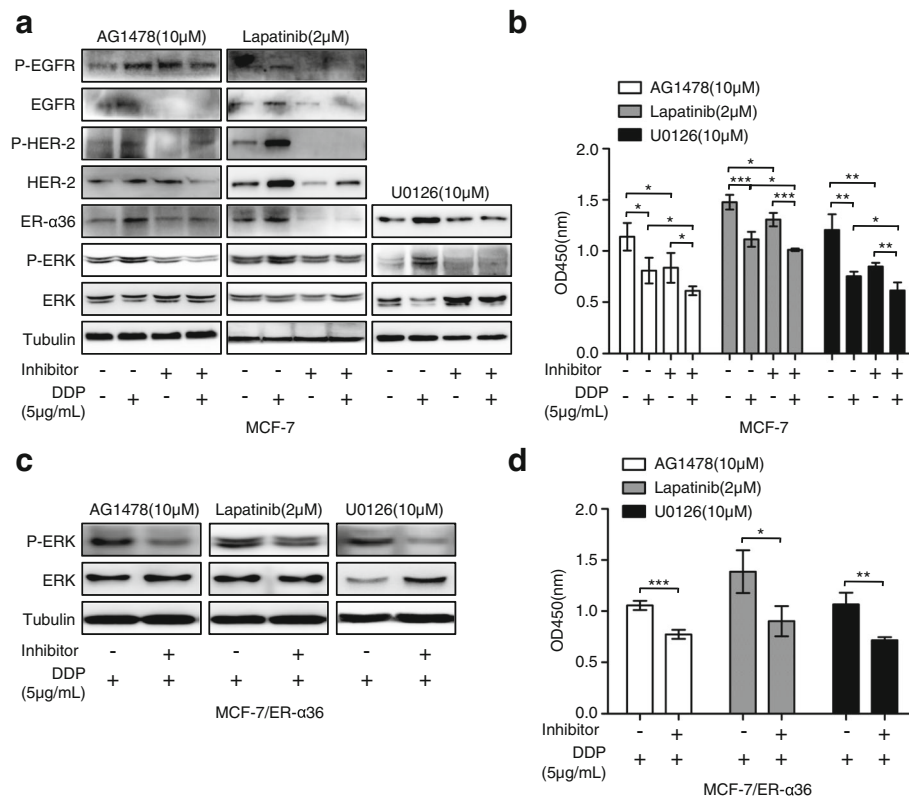 a
AG1478(10µM) Lapatinib(2µM)
P-EGFR
EGFR
P-HER-2
HER-2
U0126(10µM)
ER-α36
P-ERK
ERK
Tubulin
Inhibitor - - + + - - + + - - + +
DDP - + - + - + - + - + - +
(5µg/mL)
MCF-7
b
AG1478(10µM)
Lapatinib(2µM)
U0126(10µM)
OD450(nm)
2.0
1.5
1.0
0.5
0.0
* * * *
* *** * ***
** ** * **
Inhibitor - - + + - - + + - - + +
DDP - + - + - + - + - + - +
(5µg/mL)
MCF-7
c
AG1478(10µM) Lapatinib(2µM) U0126(10µM)
P-ERK
ERK
Tubulin
Inhibitor - + - + - +
DDP + + + + + +
(5µg/mL)
MCF-7/ER-α36
d
AG1478(10µM)
Lapatinib(2µM)
U0126(10µM)
OD450(nm)
2.0
1.5
1.0
0.5
0.0
*** * **
Inhibitor - + - + - +
DDP + + + + + +
(5µg/mL)
MCF-7/ER-α36